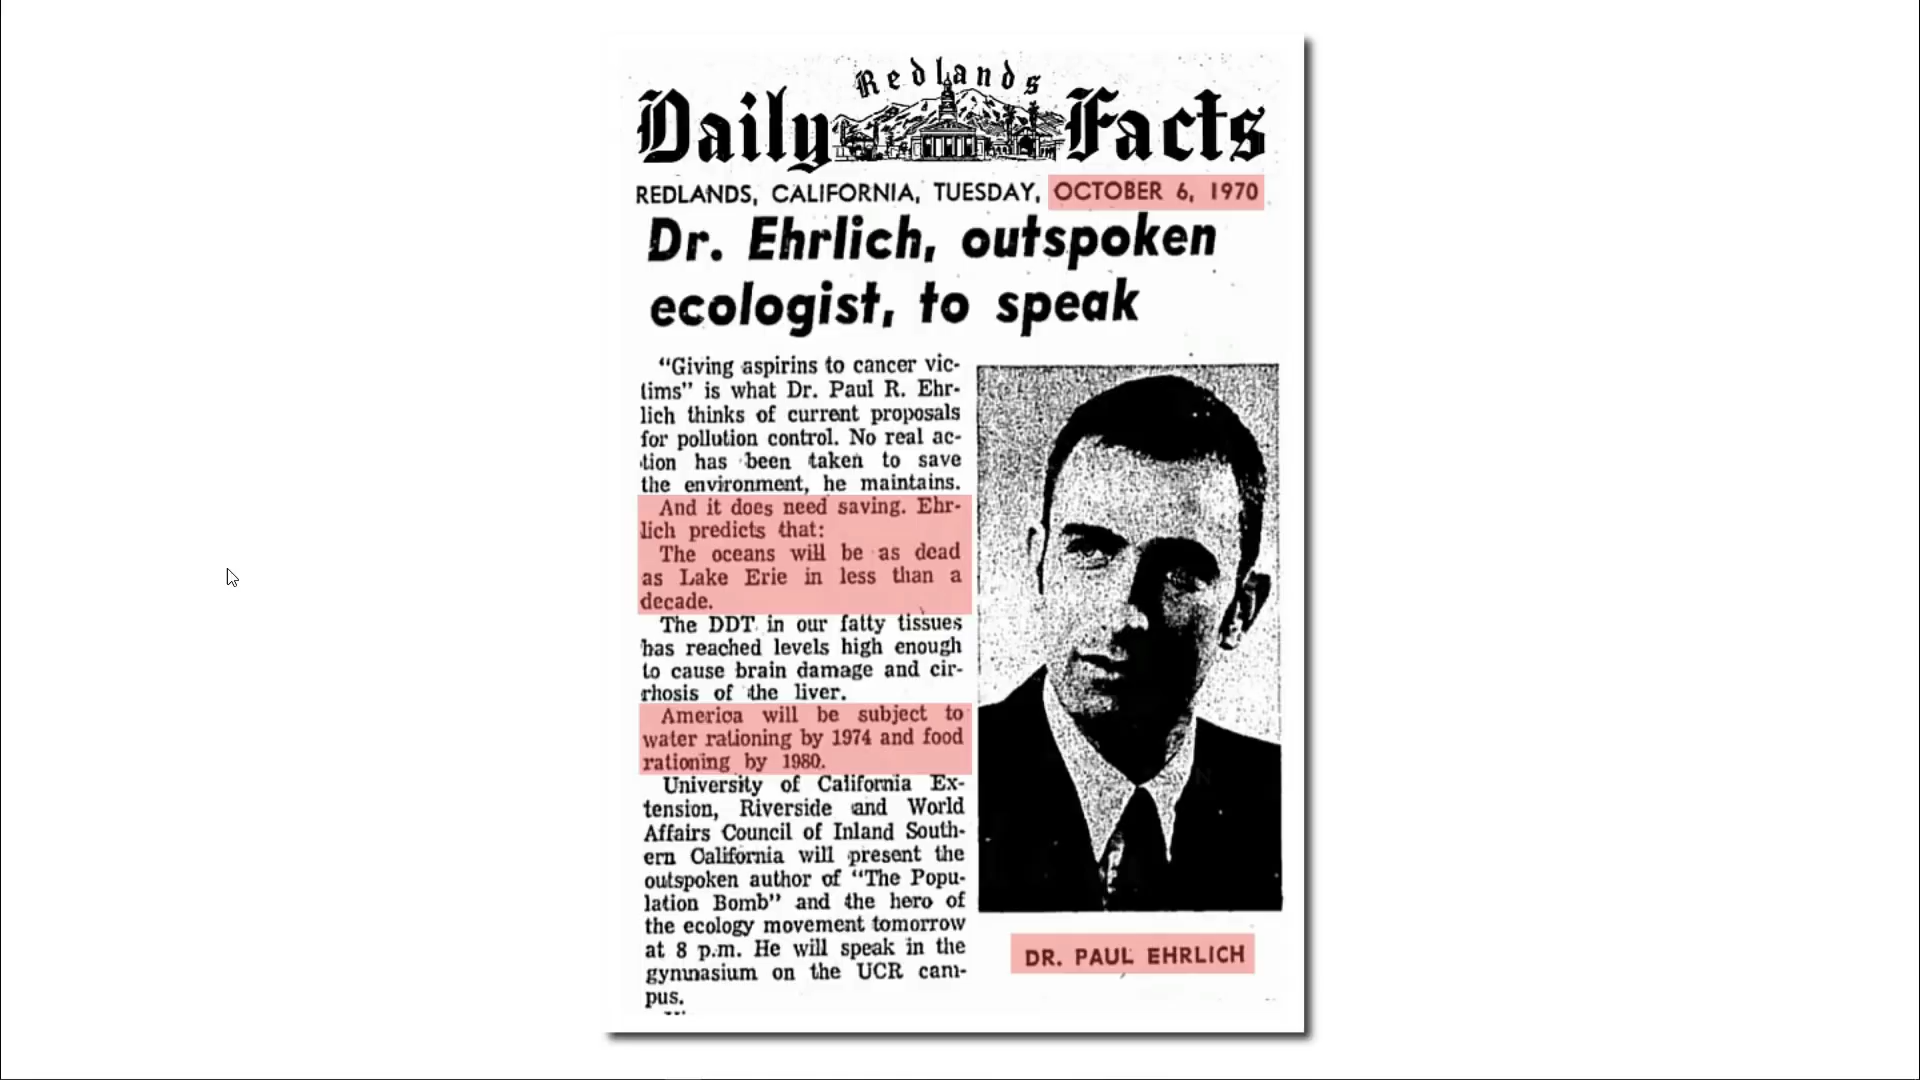 Redlands
Daily Facts
REDLANDS, CALIFORNIA, TUESDAY, OCTOBER 6, 1970
Dr. Ehrlich, outspoken
ecologist, to speak
"Giving aspirins to cancer vic-
tims" is what Dr. Paul R. Ehr-
lich thinks of current proposals
for pollution control. No real ac-
tion has been taken to save
the environment, he maintains.
And it does need saving. Ehr-
lich predicts that:
The oceans will be as dead
as Lake Erie in less than a
decade.
The DDT in our fatty tissues
has reached levels high enough
to cause brain damage and cir-
rhosis of the liver.
America will be subject to
water rationing by 1974 and food
rationing by 1980.
University of California Ex-
tension, Riverside and World
Affairs Council of Inland South-
ern California will present the
outspoken author of "The Popu-
lation Bomb" and the hero of
the ecology movement tomorrow
at 8 p.m. He will speak in the
gymnasium on the UCR cam-
pus.
DR. PAUL EHRLICH